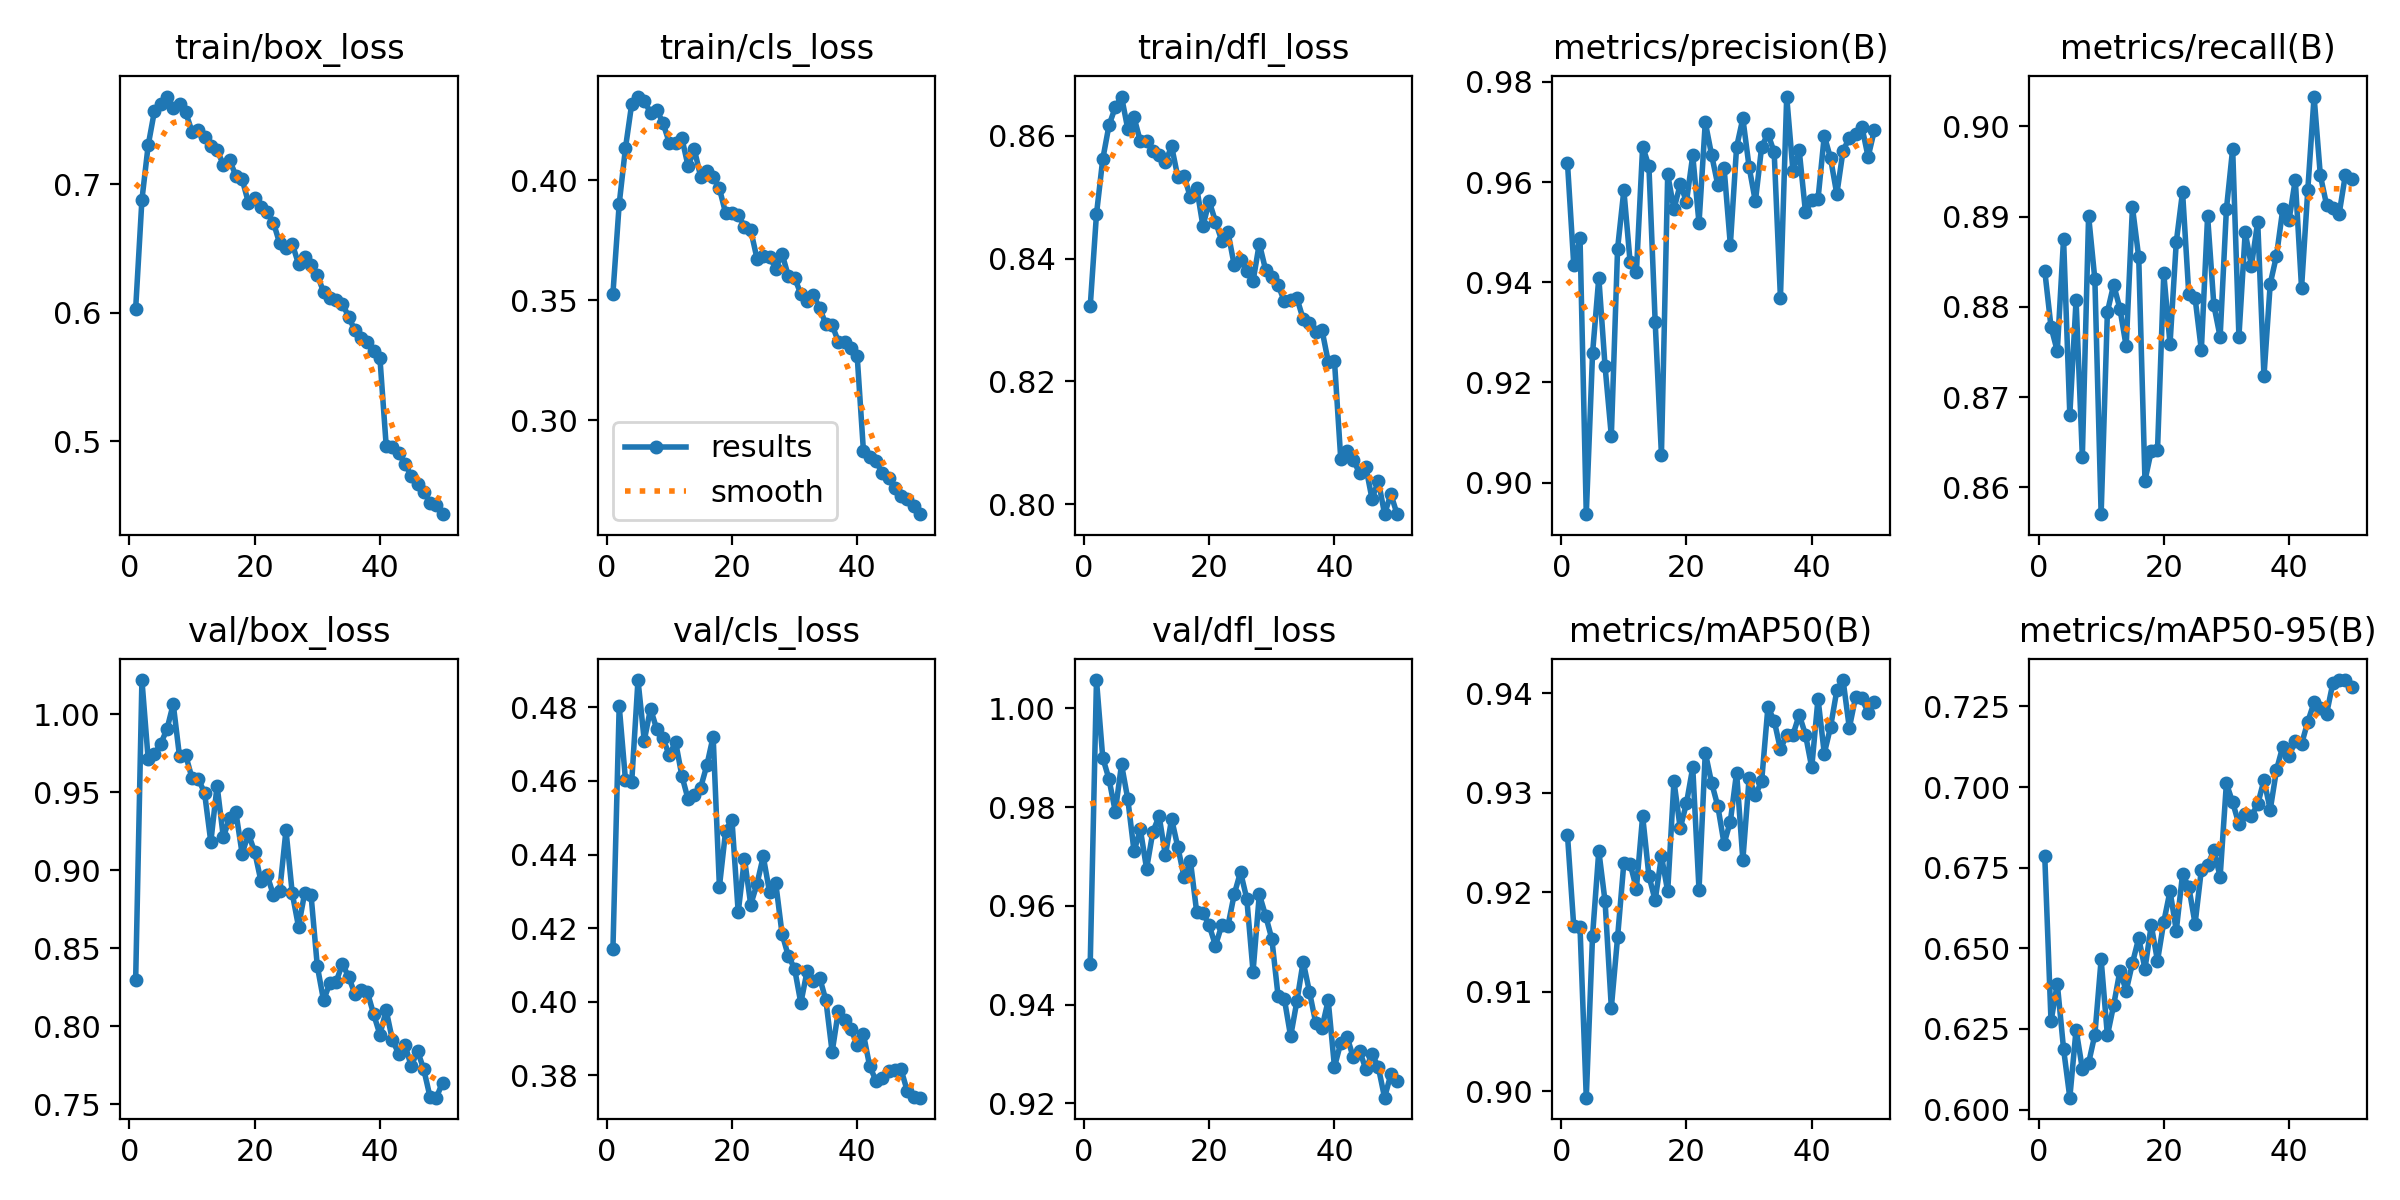 train/box_loss
train/cls_loss
train/dfl_loss
metrics/precision(B)
metrics/recall(B)
0.7
0.6
0.5
0 20 40
0.40
0.35
0.30
results
smooth
0 20 40
0.86
0.84
0.82
0.80
0 20 40
0.98
0.96
0.94
0.92
0.90
0 20 40
0.90
0.89
0.88
0.87
0.86
0 20 40
val/box_loss
val/cls_loss
val/dfl_loss
metrics/mAP50(B)
metrics/mAP50-95(B)
1.00
0.95
0.90
0.85
0.80
0.75
0 20 40
0.48
0.46
0.44
0.42
0.40
0.38
0 20 40
1.00
0.98
0.96
0.94
0.92
0 20 40
0.94
0.93
0.92
0.91
0.90
0 20 40
0.725
0.700
0.675
0.650
0.625
0.600
0 20 40